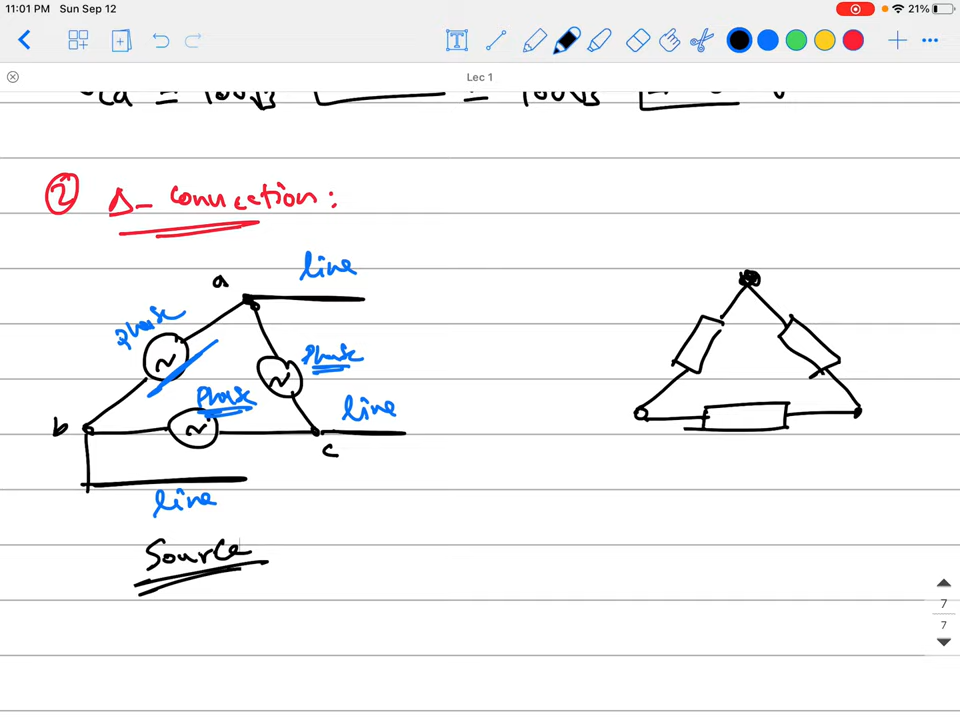 11:01 PM Sun Sep 12
21%
Lec 1
② Δ- Connection:
a
line
phase
phase
phase
line
b
c
line
Source
7
7